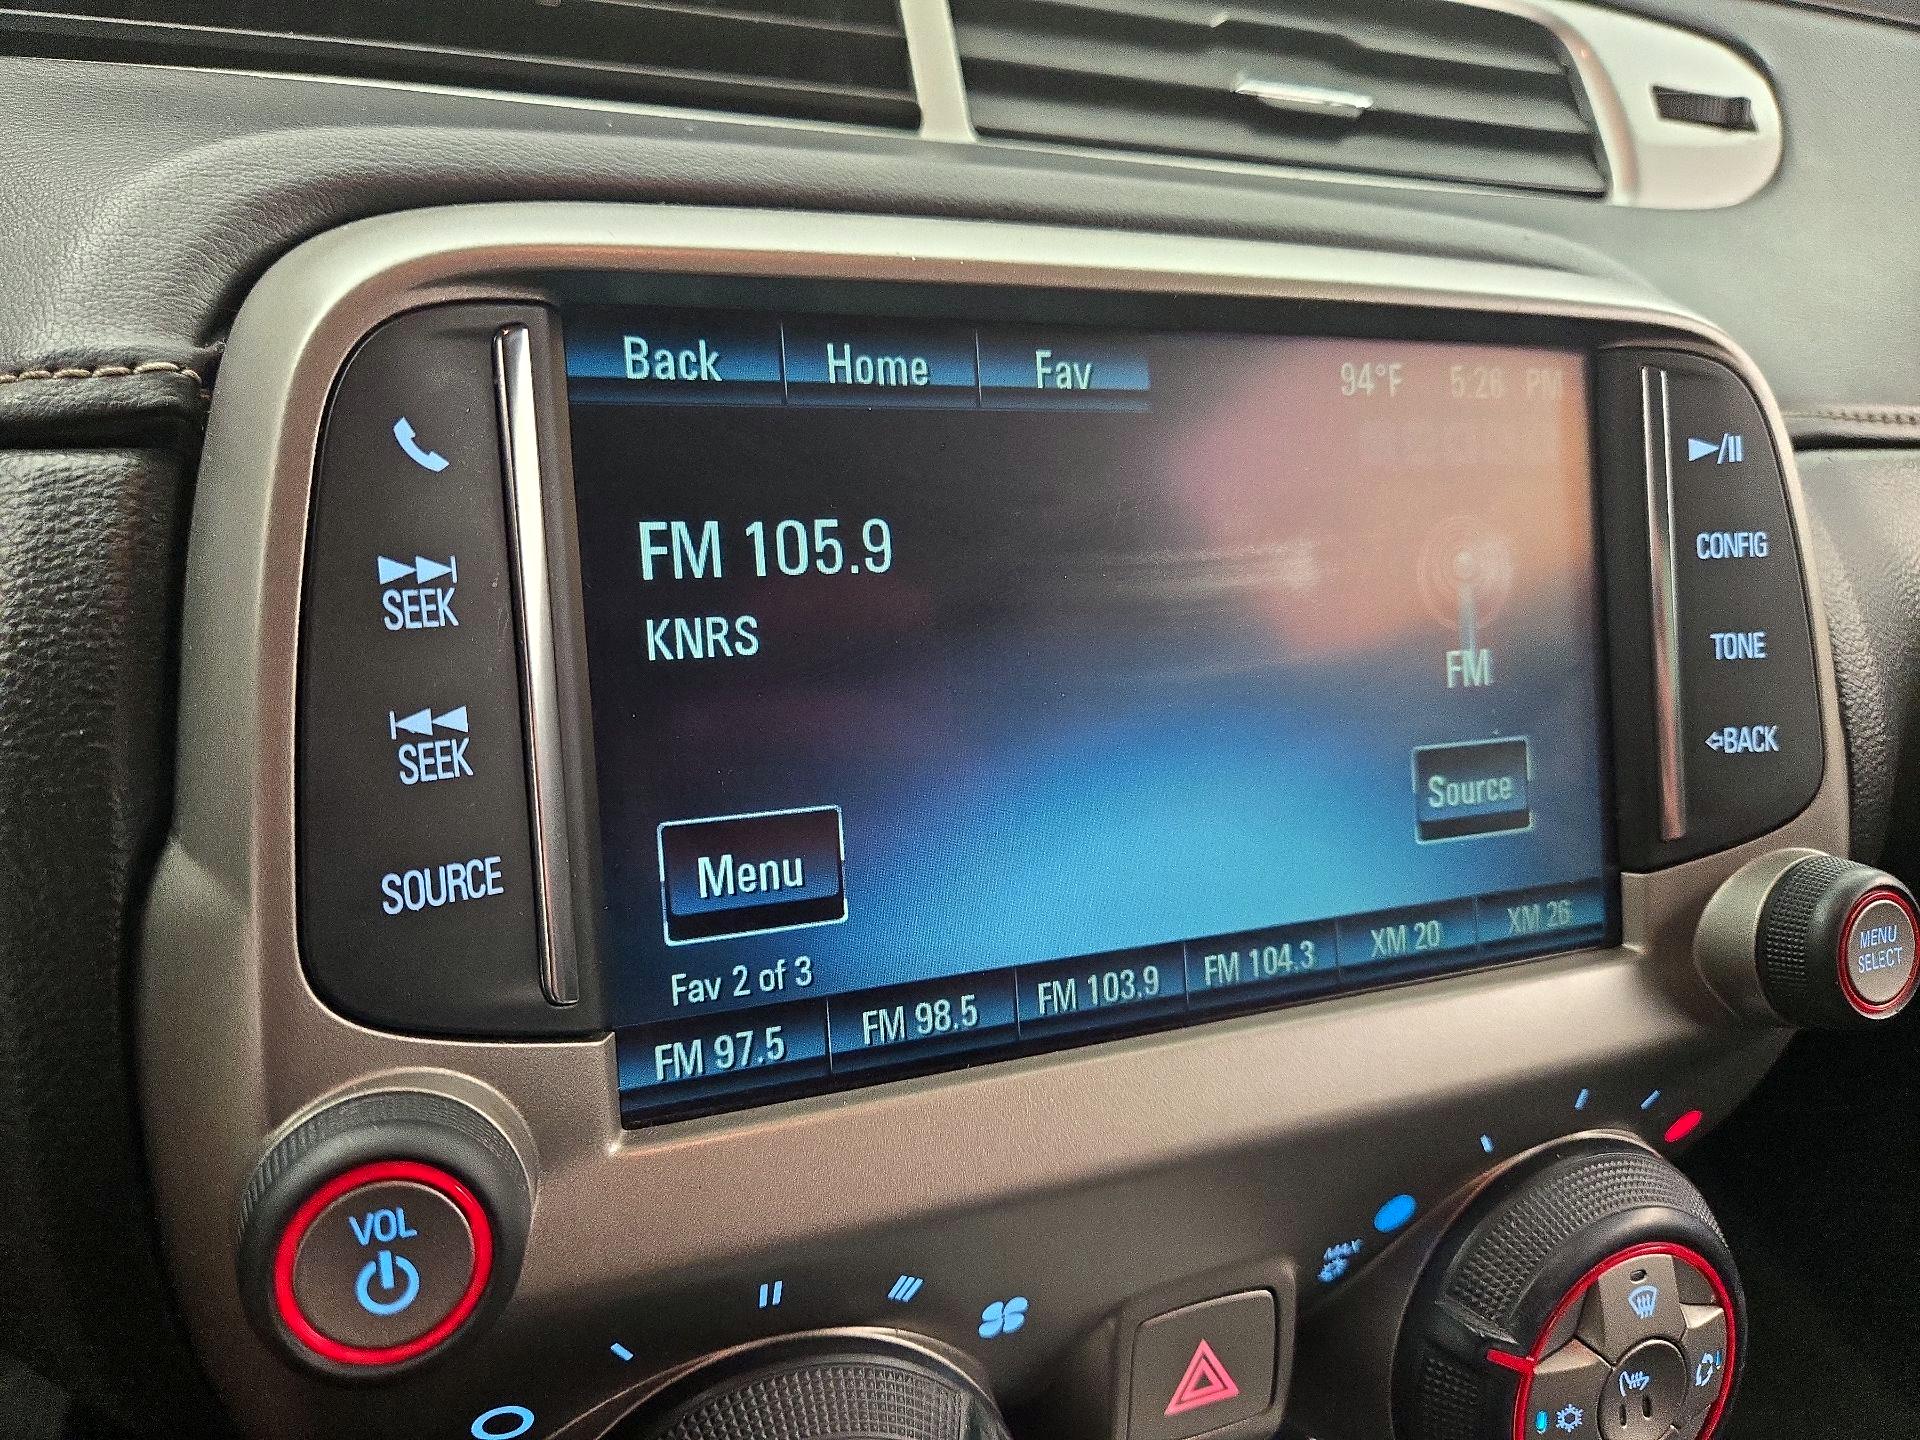 Back Home Fav 94°F 5:26 PM
FM 105.9
KNRS
FM
Menu
Source
Fav 2 of 3
FM 97.5 FM 98.5 FM 103.9 FM 104.3 XM 20 XM 26
SEEK
SEEK
SOURCE
CONFIG
TONE
BACK
MENU
SELECT
VOL
MAX